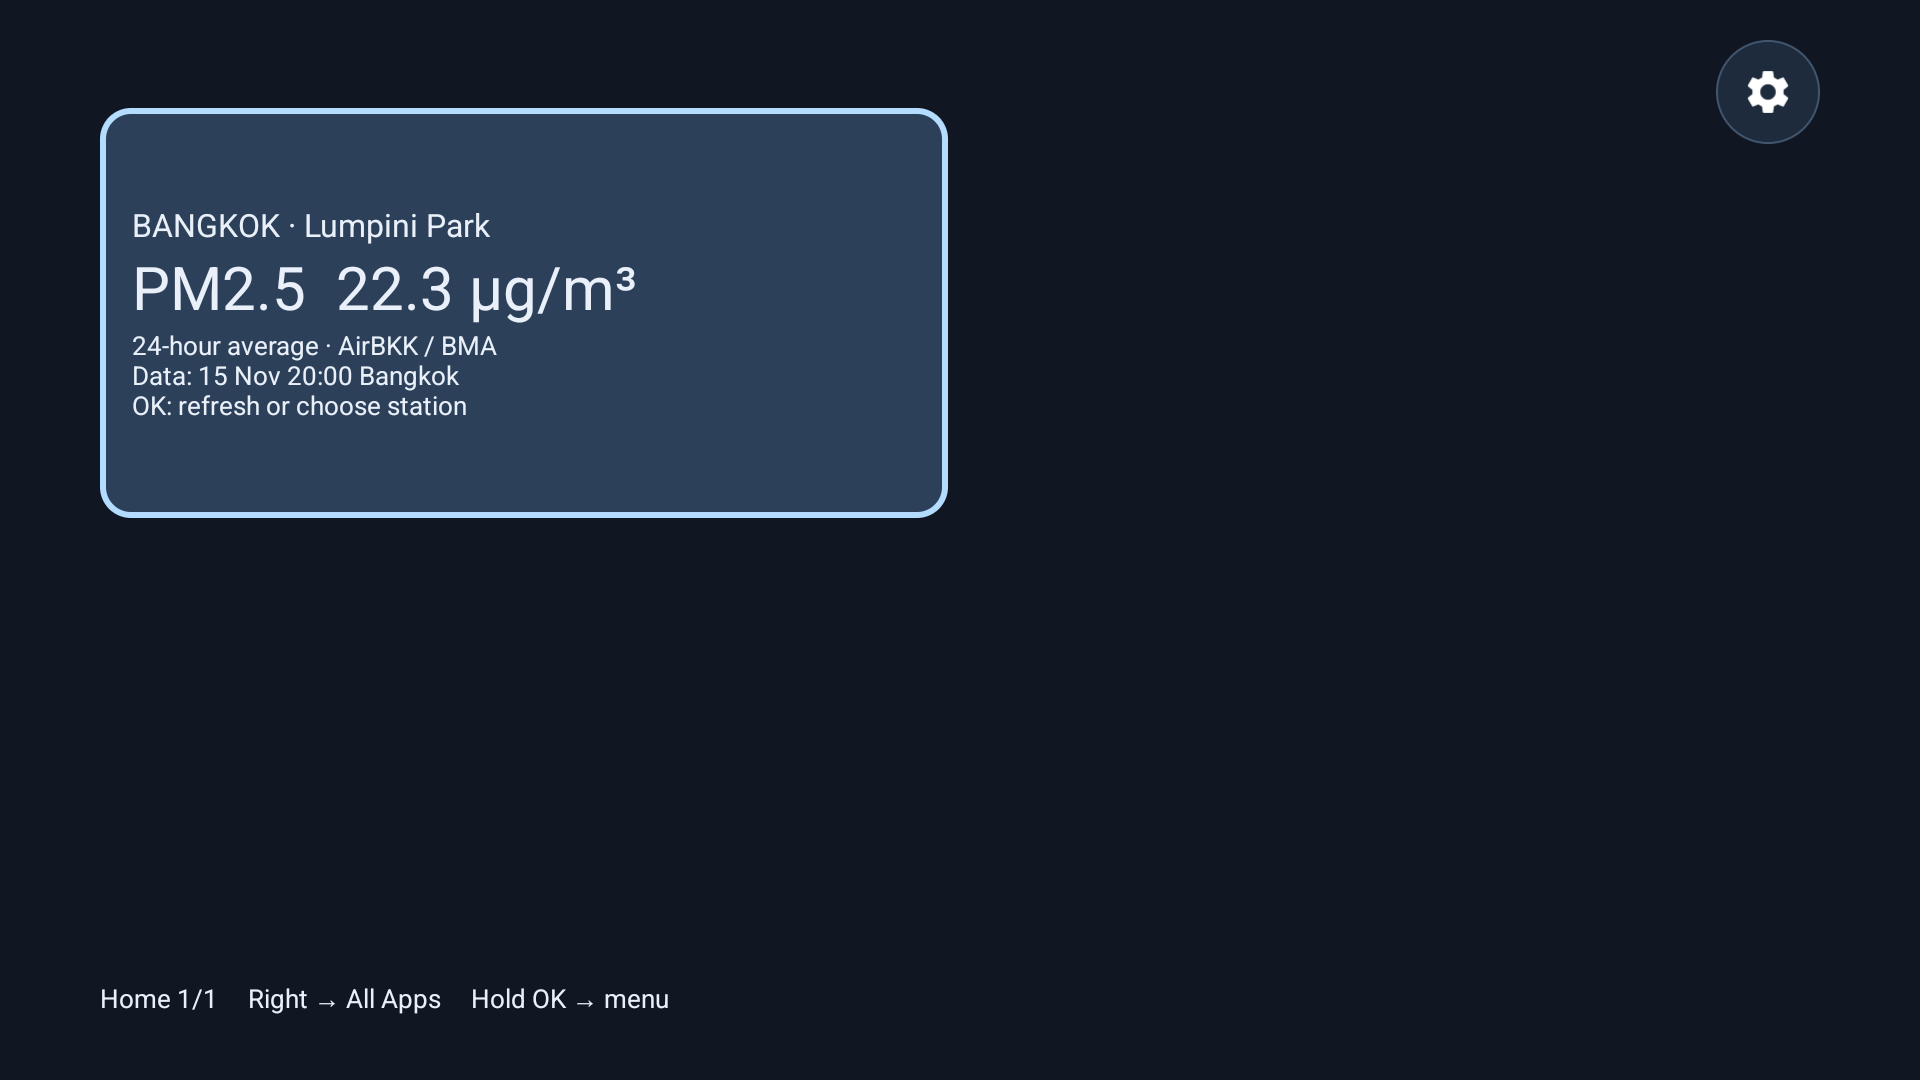 BANGKOK · Lumpini Park
PM2.5  22.3 µg/m³
24-hour average · AirBKK / BMA
Data: 15 Nov 20:00 Bangkok
OK: refresh or choose station
Home 1/1  Right → All Apps  Hold OK → menu